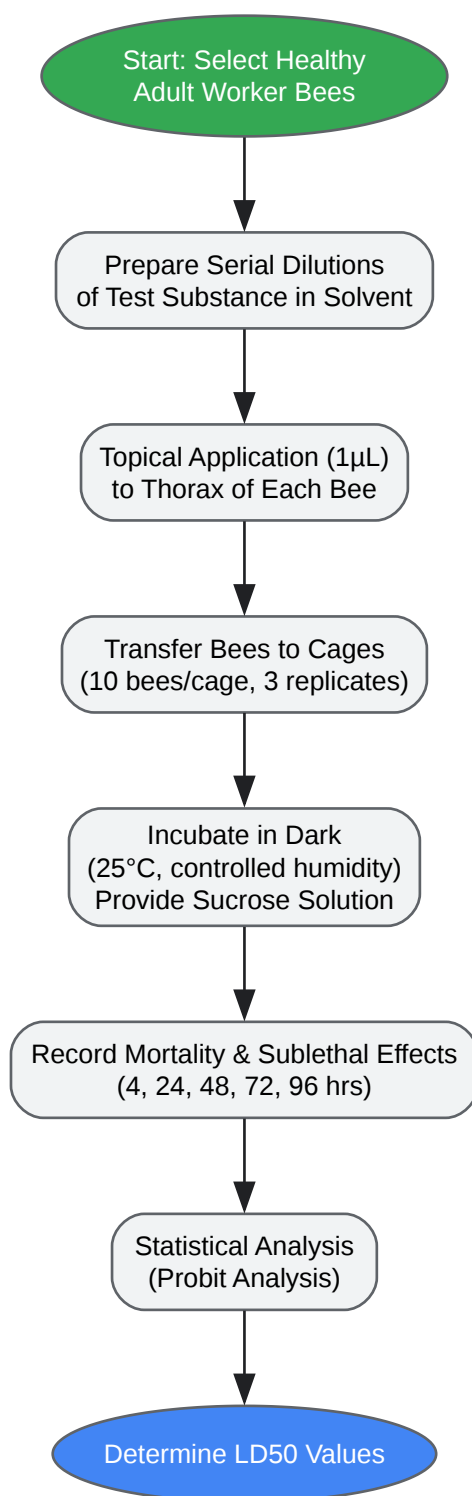 Start: Select Healthy
Adult Worker Bees
Prepare Serial Dilutions
of Test Substance in Solvent
Topical Application (1µL)
to Thorax of Each Bee
Transfer Bees to Cages
(10 bees/cage, 3 replicates)
Incubate in Dark
(25°C, controlled humidity)
Provide Sucrose Solution
Record Mortality & Sublethal Effects
(4, 24, 48, 72, 96 hrs)
Statistical Analysis
(Probit Analysis)
Determine LD50 Values